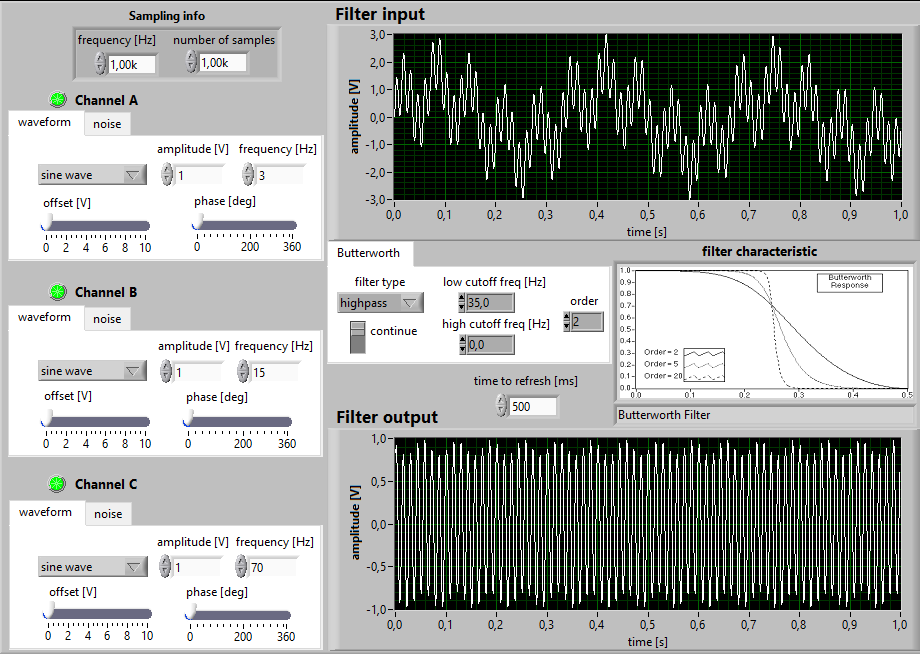 Sampling info
frequency [Hz] number of samples
1,00k 1,00k
Channel A
waveform noise
amplitude [V] frequency [Hz]
sine wave 1 3
offset [V] phase [deg]
0 2 4 6 8 10 0 200 360
Channel B
waveform noise
amplitude [V] frequency [Hz]
sine wave 1 15
offset [V] phase [deg]
0 2 4 6 8 10 0 200 360
Channel C
waveform noise
amplitude [V] frequency [Hz]
sine wave 1 70
offset [V] phase [deg]
0 2 4 6 8 10 0 200 360
Filter input
amplitude [V]
3,0
2,0
1,0
0,0
-1,0
-2,0
-3,0
0,0 0,1 0,2 0,3 0,4 0,5 0,6 0,7 0,8 0,9 1,0
time [s]
Butterworth
filter type low cutoff freq [Hz]
highpass 35,0
order
continue high cutoff freq [Hz] 2
0,0
filter characteristic
Butterworth
Response
1.0
0.9
0.8
0.7
0.6
0.5
0.4
0.3
0.2
0.1
0.0
Order = 2
Order = 5
Order = 20
0.0 0.1 0.2 0.3 0.4 0.5
Butterworth Filter
time to refresh [ms]
500
Filter output
amplitude [V]
1,0
0,5
0,0
-0,5
-1,0
0,0 0,1 0,2 0,3 0,4 0,5 0,6 0,7 0,8 0,9 1,0
time [s]